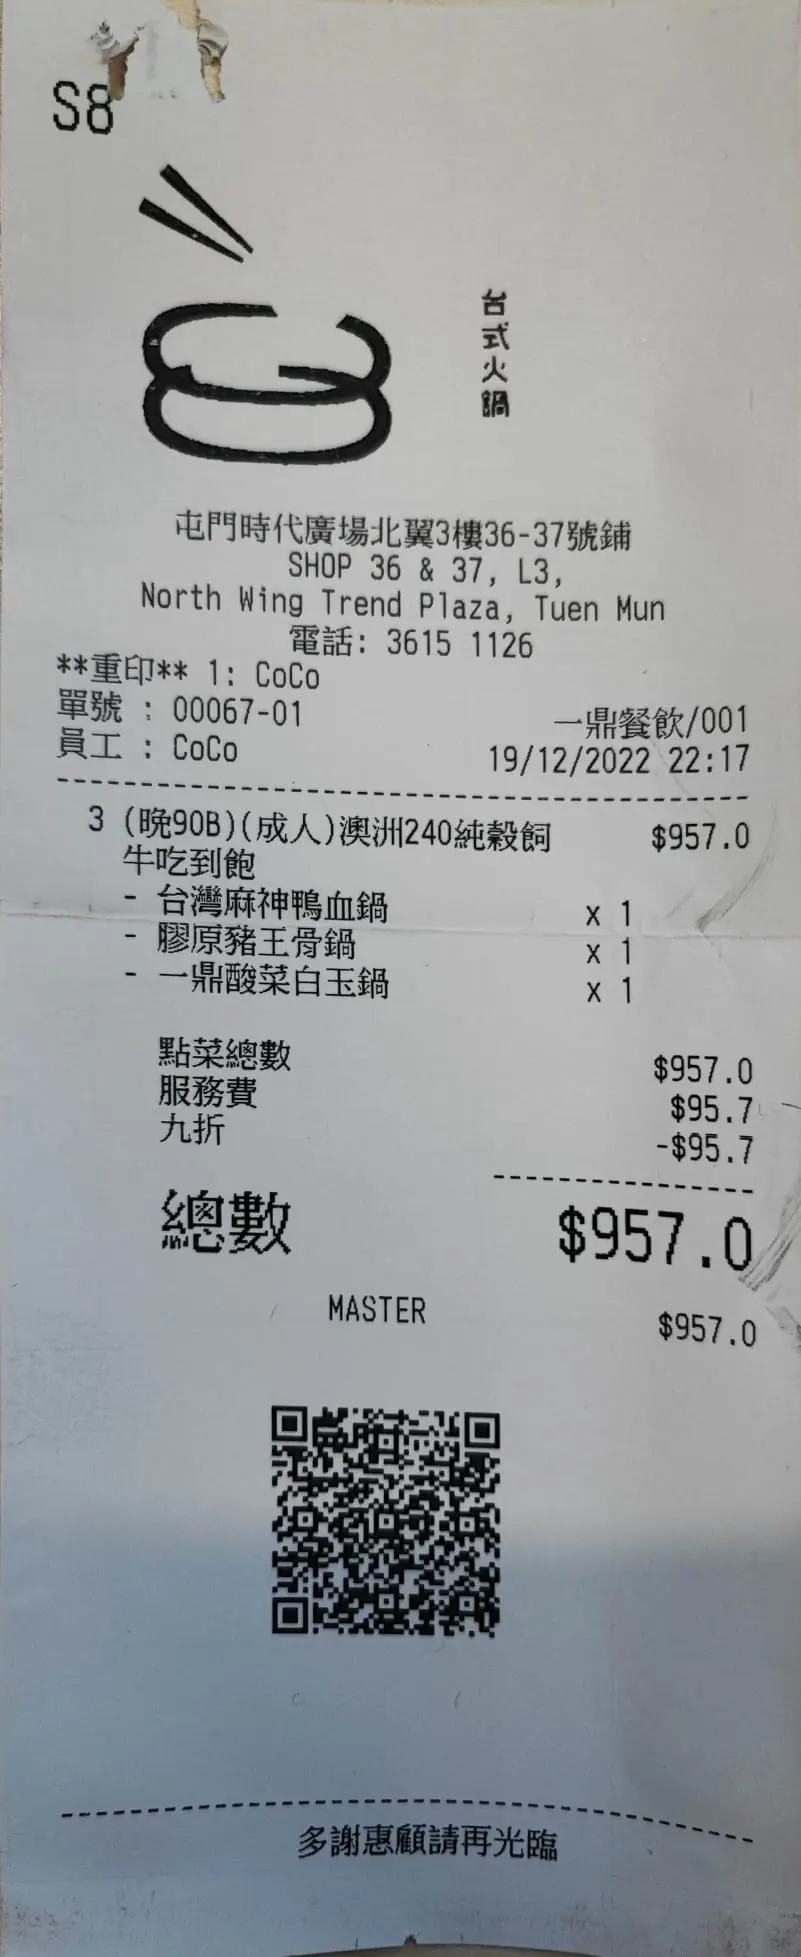 S8
台式火鍋
屯門時代廣場北翼3樓36-37號鋪
SHOP 36 & 37, L3,
North Wing Trend Plaza, Tuen Mun
電話: 3615 1126
**重印** 1: CoCo
單號 : 00067-01 一鼎餐飲/001
員工 : CoCo 19/12/2022 22:17
3 (晚90B)(成人)澳洲240純穀飼 $957.0
牛吃到飽
- 台灣麻神鴨血鍋 x 1
- 膠原豬王骨鍋 x 1
- 一鼎酸菜白玉鍋 x 1
點菜總數 $957.0
服務費 $95.7
九折 -$95.7
總數 $957.0
MASTER $957.0
多謝惠顧請再光臨